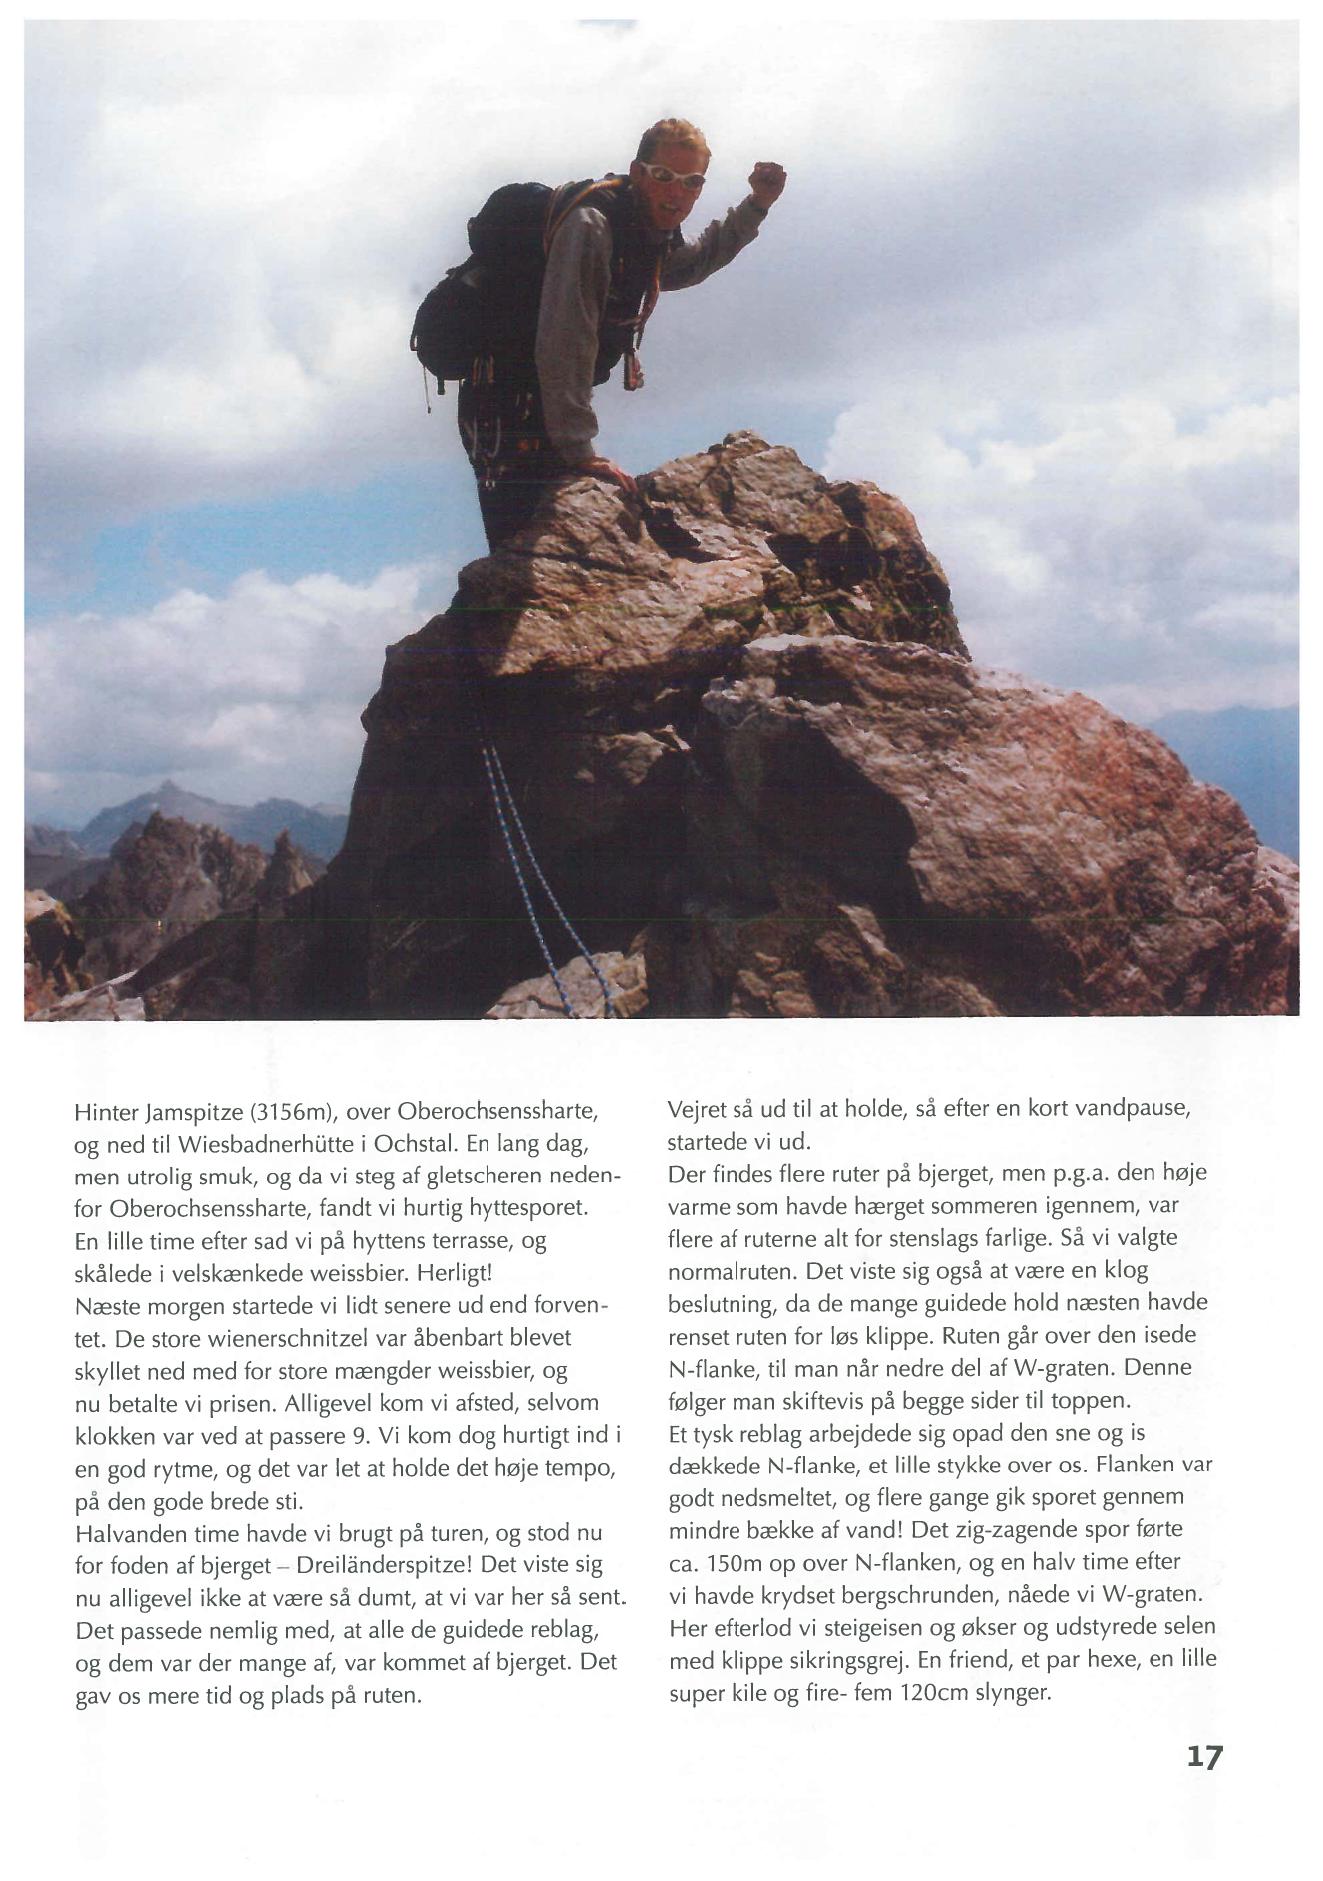 Hinter Jamspitze (3156m), over Oberochsenssharte,
og ned til Wiesbadnerhütte i Ochstal. En lang dag,
men utrolig smuk, og da vi steg af gletscheren neden-
for Oberochsenssharte, fandt vi hurtig hyttesporet.
En lille time efter sad vi på hyttens terrasse, og
skålede i velskænkede weissbier. Herligt!
Næste morgen startede vi lidt senere ud end forven-
tet. De store wienerschnitzel var åbenbart blevet
skyllet ned med for store mængder weissbier, og
nu betalte vi prisen. Alligevel kom vi afsted, selvom
klokken var ved at passere 9. Vi kom dog hurtigt ind i
en god rytme, og det var let at holde det høje tempo,
på den gode brede sti.
Halvanden time havde vi brugt på turen, og stod nu
for foden af bjerget – Dreiländerspitze! Det viste sig
nu alligevel ikke at være så dumt, at vi var her så sent.
Det passede nemlig med, at alle de guidede reblag,
og dem var der mange af, var kommet af bjerget. Det
gav os mere tid og plads på ruten.
Vejret så ud til at holde, så efter en kort vandpause,
startede vi ud.
Der findes flere ruter på bjerget, men p.g.a. den høje
varme som havde hærget sommeren igennem, var
flere af ruterne alt for stenslags farlige. Så vi valgte
normalruten. Det viste sig også at være en klog
beslutning, da de mange guidede hold næsten havde
renset ruten for løs klippe. Ruten går over den isede
N-flanke, til man når nedre del af W-graten. Denne
følger man skiftevis på begge sider til toppen.
Et tysk reblag arbejdede sig opad den sne og is
dækkede N-flanke, et lille stykke over os. Flanken var
godt nedsmeltet, og flere gange gik sporet gennem
mindre bække af vand! Det zig-zagende spor førte
ca. 150m op over N-flanken, og en halv time efter
vi havde krydset bergschrunden, nåede vi W-graten.
Her efterlod vi steigeisen og økser og udstyrede selen
med klippe sikringsgrej. En friend, et par hexe, en lille
super kile og fire- fem 120cm slynger.
17